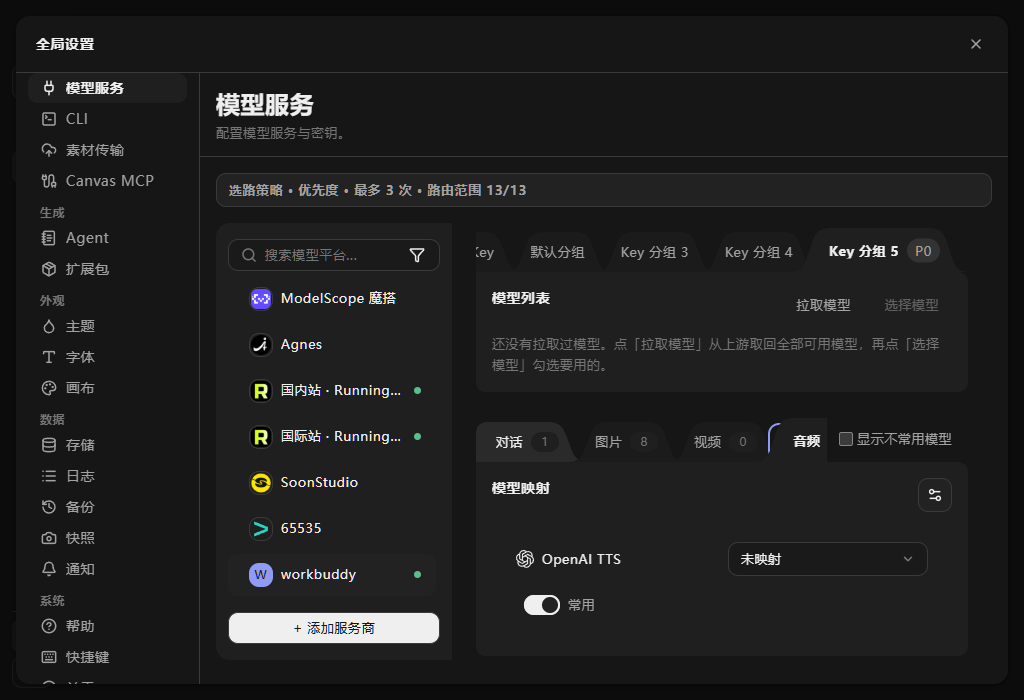 全局设置
模型服务
CLI
素材传输
Canvas MCP
生成
Agent
扩展包
外观
主题
字体
画布
数据
存储
日志
备份
快照
通知
系统
帮助
快捷键
模型服务
配置模型服务与密钥。
选路策略 • 优先度 • 最多 3 次 • 路由范围 13/13
搜索模型平台...
ModelScope 魔搭
Agnes
国内站 · Running...
国际站 · Running...
SoonStudio
65535
W workbuddy
+ 添加服务商
Key 默认分组 Key 分组 3 Key 分组 4 Key 分组 5 P0
模型列表
拉取模型 选择模型
还没有拉取过模型。点「拉取模型」从上游取回全部可用模型，再点「选择
模型」勾选要用的。
对话 1 图片 8 视频 0 音频 显示不常用模型
模型映射
OpenAI TTS 未映射
常用